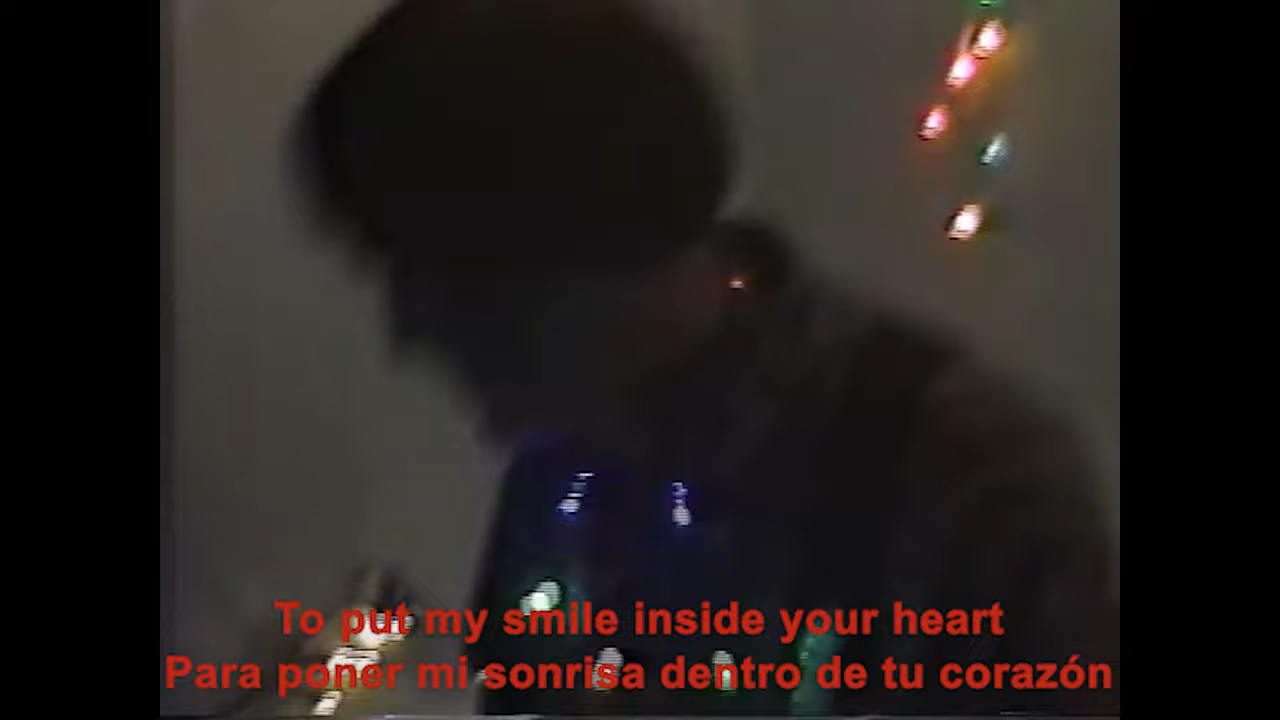 To put my smile inside your heart
Para poner mi sonrisa dentro de tu corazón